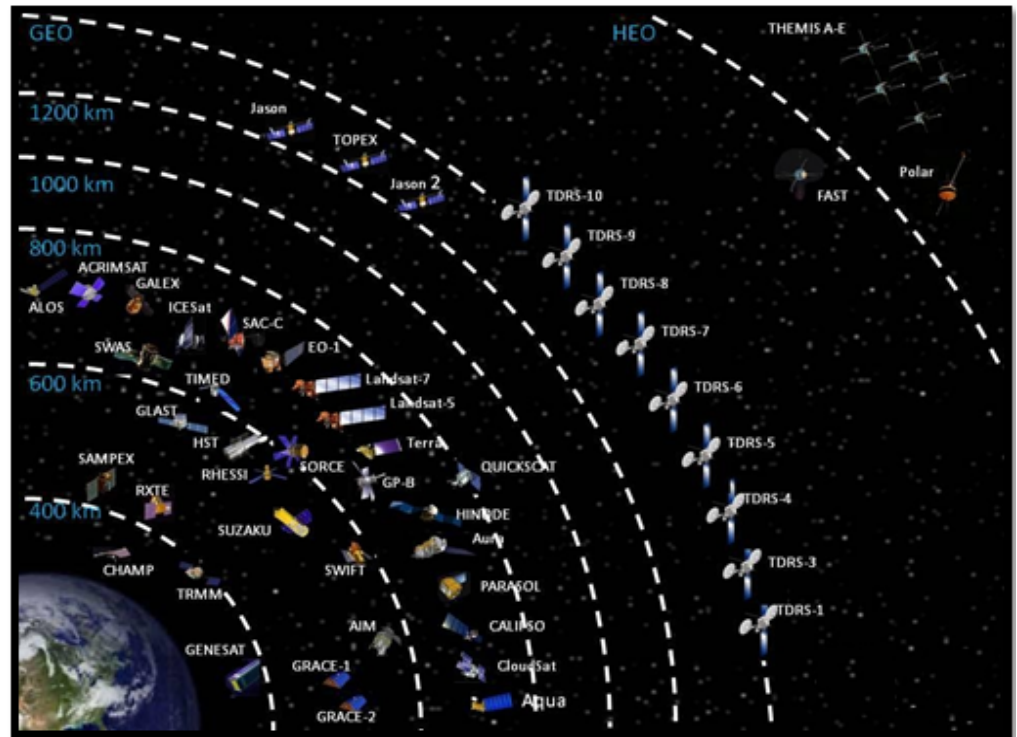 GEO
HEO
THEMIS A-E
1200 km
Jason
TOPEX
1000 km
Jason 2
Polar
FAST
TDRS-10
TDRS-9
800 km
ACRIMSAT
GALEX
ALOS
ICESat
SAC-C
TDRS-8
TDRS-7
SWAS
EO-1
600 km
TIMED
Landsat-7
TDRS-6
GLAST
Landsat-5
HST
Terra
TDRS-5
SAMPEX
RHESSI
SORCE
GP-B
QUICKSCAT
RXTE
TDRS-4
400 km
HINODE
SUZAKU
Aura
CHAMP
SWIFT
TDRS-3
TRMM
PARASOL
TDRS-1
AIM
CALIPSO
GENESAT
GRACE-1
CloudSat
Aqua
GRACE-2